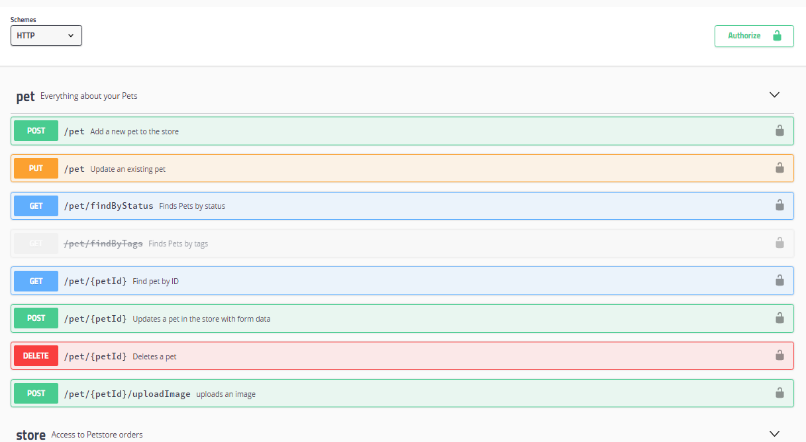 Schemes
HTTP
Authorize
pet Everything about your Pets
POST /pet Add a new pet to the store
PUT /pet Update an existing pet
GET /pet/findByStatus Finds Pets by status
GET /pet/findByTags Finds Pets by tags
GET /pet/{petId} Find pet by ID
POST /pet/{petId} Updates a pet in the store with form data
DELETE /pet/{petId} Deletes a pet
POST /pet/{petId}/uploadImage uploads an image
store Access to Petstore orders